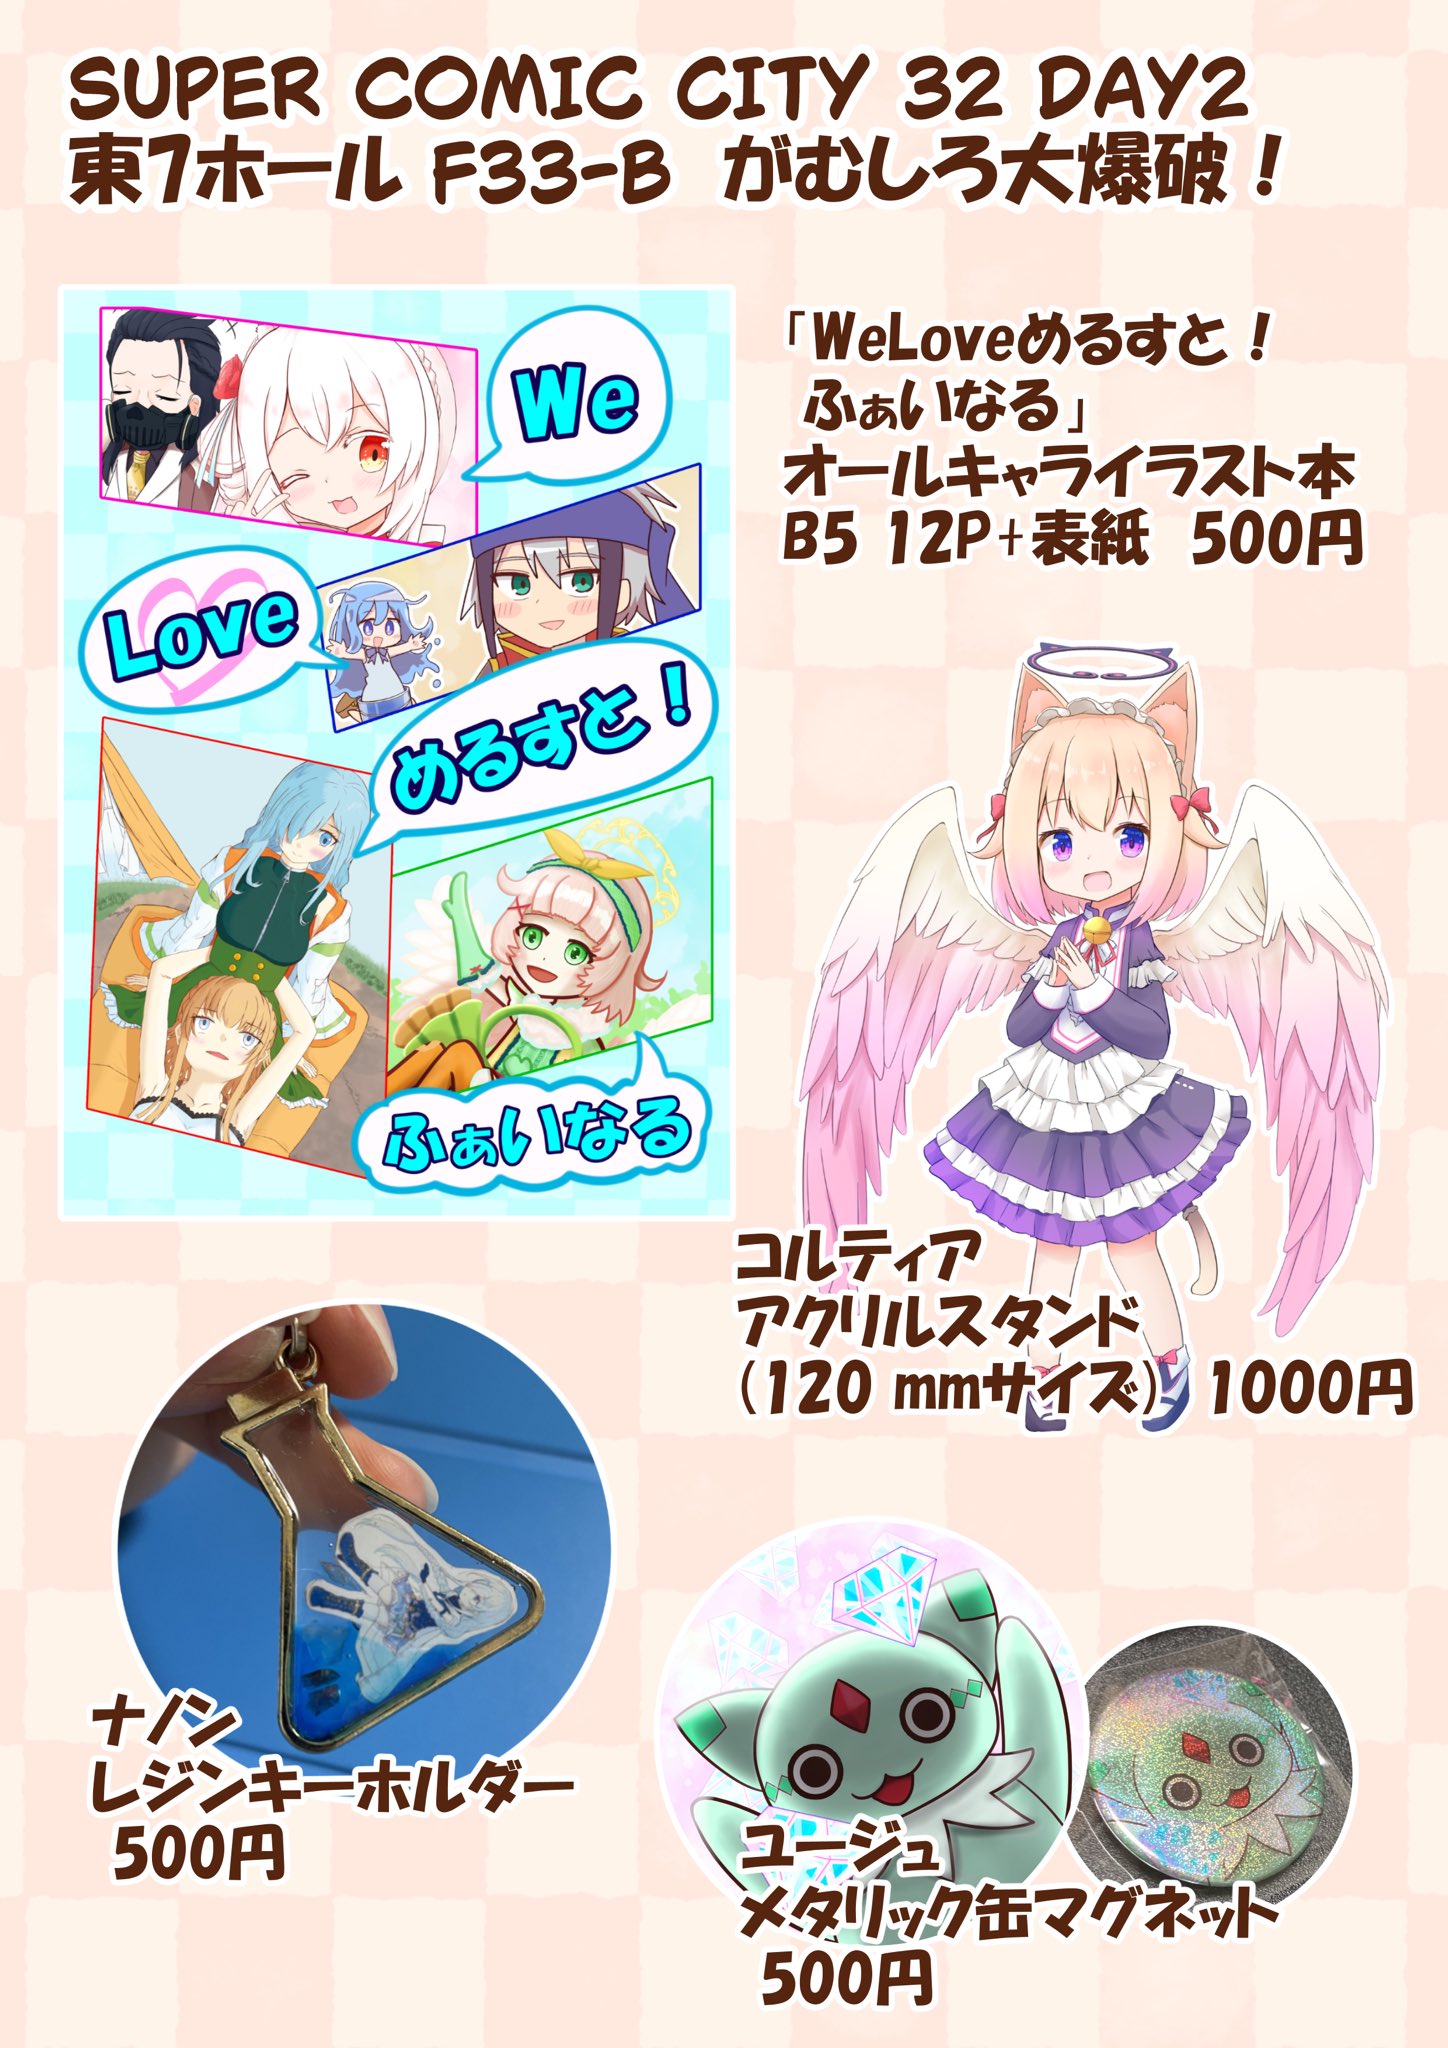 SUPER COMIC CITY 32 DAY2
東7ホール F33-B がむしろ大爆破！
We
Love
めるすと！
ふぁいなる
「WeLoveめるすと！
ふぁいなる」
オールキャライラスト本
B5 12P+表紙 500円
コルティア
アクリルスタンド
（120 mmサイズ） 1000円
ナノン
レジンキーホルダー
500円
ユージュ
メタリック缶マグネット
500円